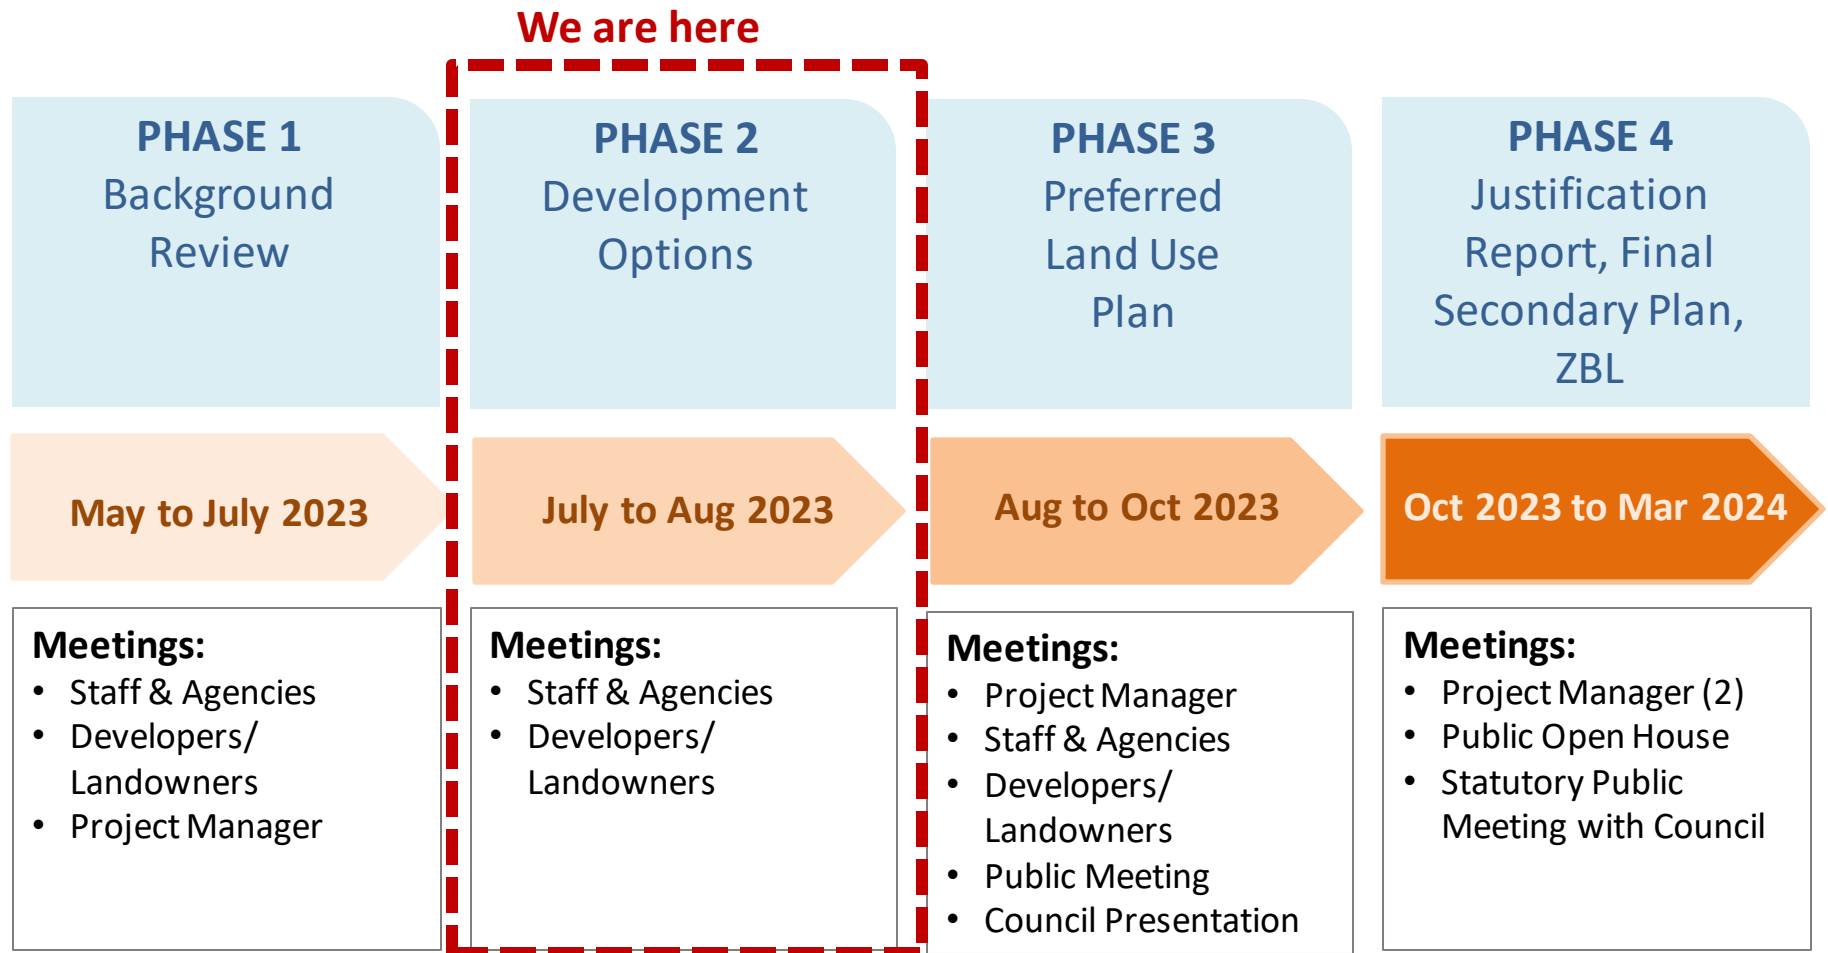 We are here
PHASE 1
Background
Review
PHASE 2
Development
Options
PHASE 3
Preferred
Land Use
Plan
PHASE 4
Justification
Report, Final
Secondary Plan,
ZBL
May to July 2023
July to Aug 2023
Aug to Oct 2023
Oct 2023 to Mar 2024
Meetings:
• Staff & Agencies
• Developers/
Landowners
• Project Manager
Meetings:
• Staff & Agencies
• Developers/
Landowners
Meetings:
• Project Manager
• Staff & Agencies
• Developers/
Landowners
• Public Meeting
• Council Presentation
Meetings:
• Project Manager (2)
• Public Open House
• Statutory Public
Meeting with Council